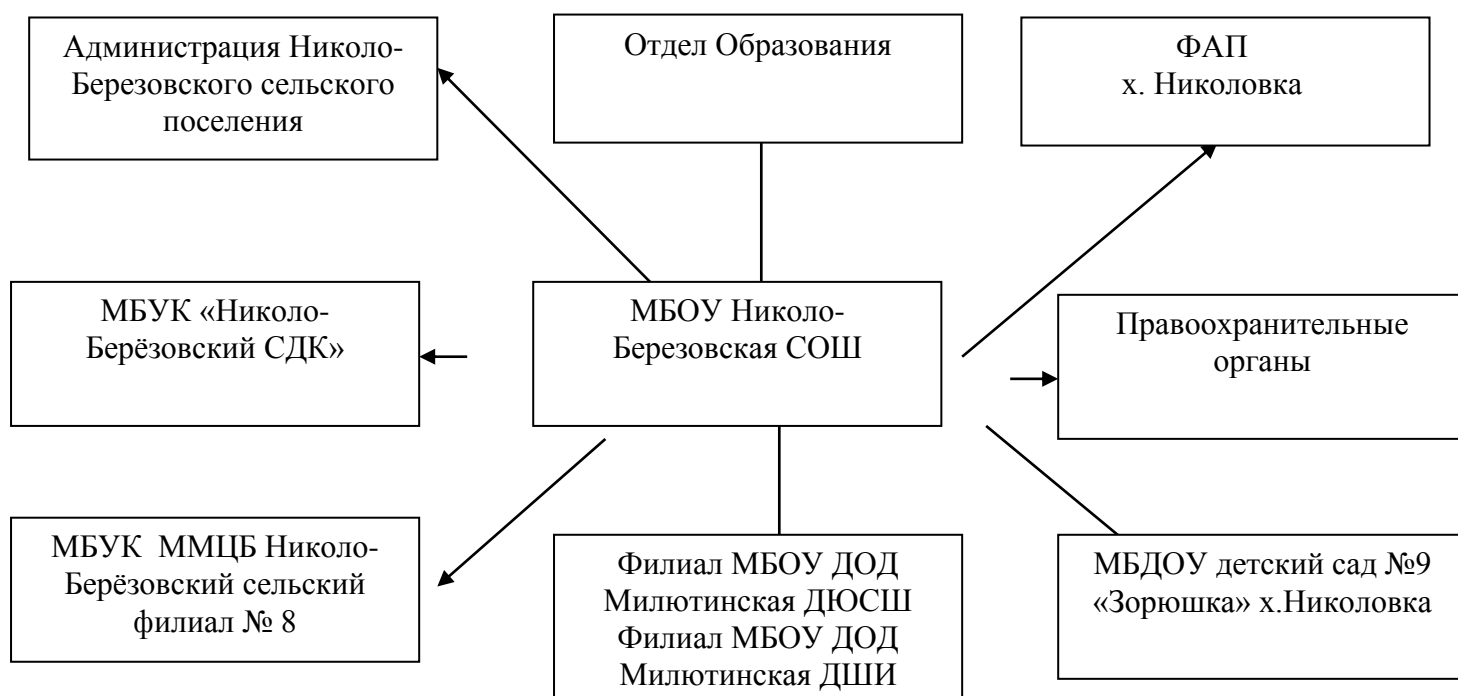 Администрация Николо-
Березовского сельского
поселения
Отдел Образования
ФАП
х. Николовка
МБУК «Николо-
Берёзовский СДК»
МБОУ Николо-
Березовская СОШ
Правоохранительные
органы
МБУК ММЦБ Николо-
Берёзовский сельский
филиал № 8
Филиал МБОУ ДОД
Милютинская ДЮСШ
Филиал МБОУ ДОД
Милютинская ДШИ
МБДОУ детский сад №9
«Зорюшка» х.Николовка